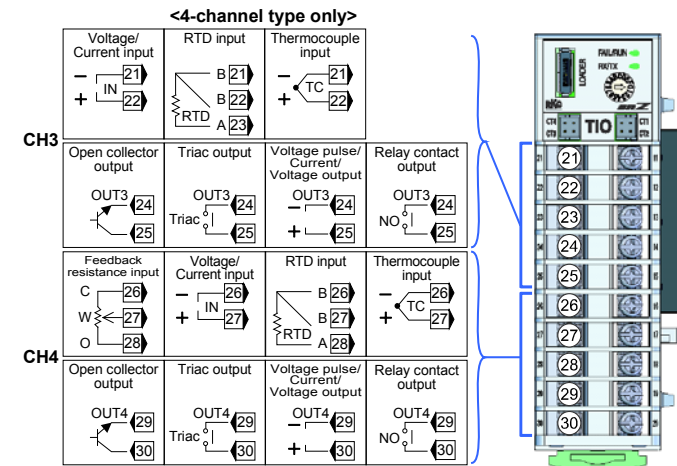 <4-channel type only>
Voltage/
Current input
− 21
+ IN 22
RTD input
B 21
B 22
RTD A 23
Thermocouple
input
− 21
+ TC 22
CH3
Open collector
output
OUT3 24
25
Triac output
OUT3 24
Triac 25
Voltage pulse/
Current/
Voltage output
OUT3
− 24
+ 25
Relay contact
output
OUT3 24
NO 25
Feedback
resistance input
C 26
W 27
O 28
Voltage/
Current input
− 26
+ IN 27
RTD input
B 26
B 27
RTD A 28
Thermocouple
input
− 26
+ TC 27
CH4
Open collector
output
OUT4 29
30
Triac output
OUT4 29
Triac 30
Voltage pulse/
Current/
Voltage output
OUT4
− 29
+ 30
Relay contact
output
OUT4 29
NO 30
FAIL/RUN
RX/TX
LOADER
RKC
SRZ
CT4
CT3
TIO
CT1
CT2
21
22
23
24
25
26
27
28
29
30